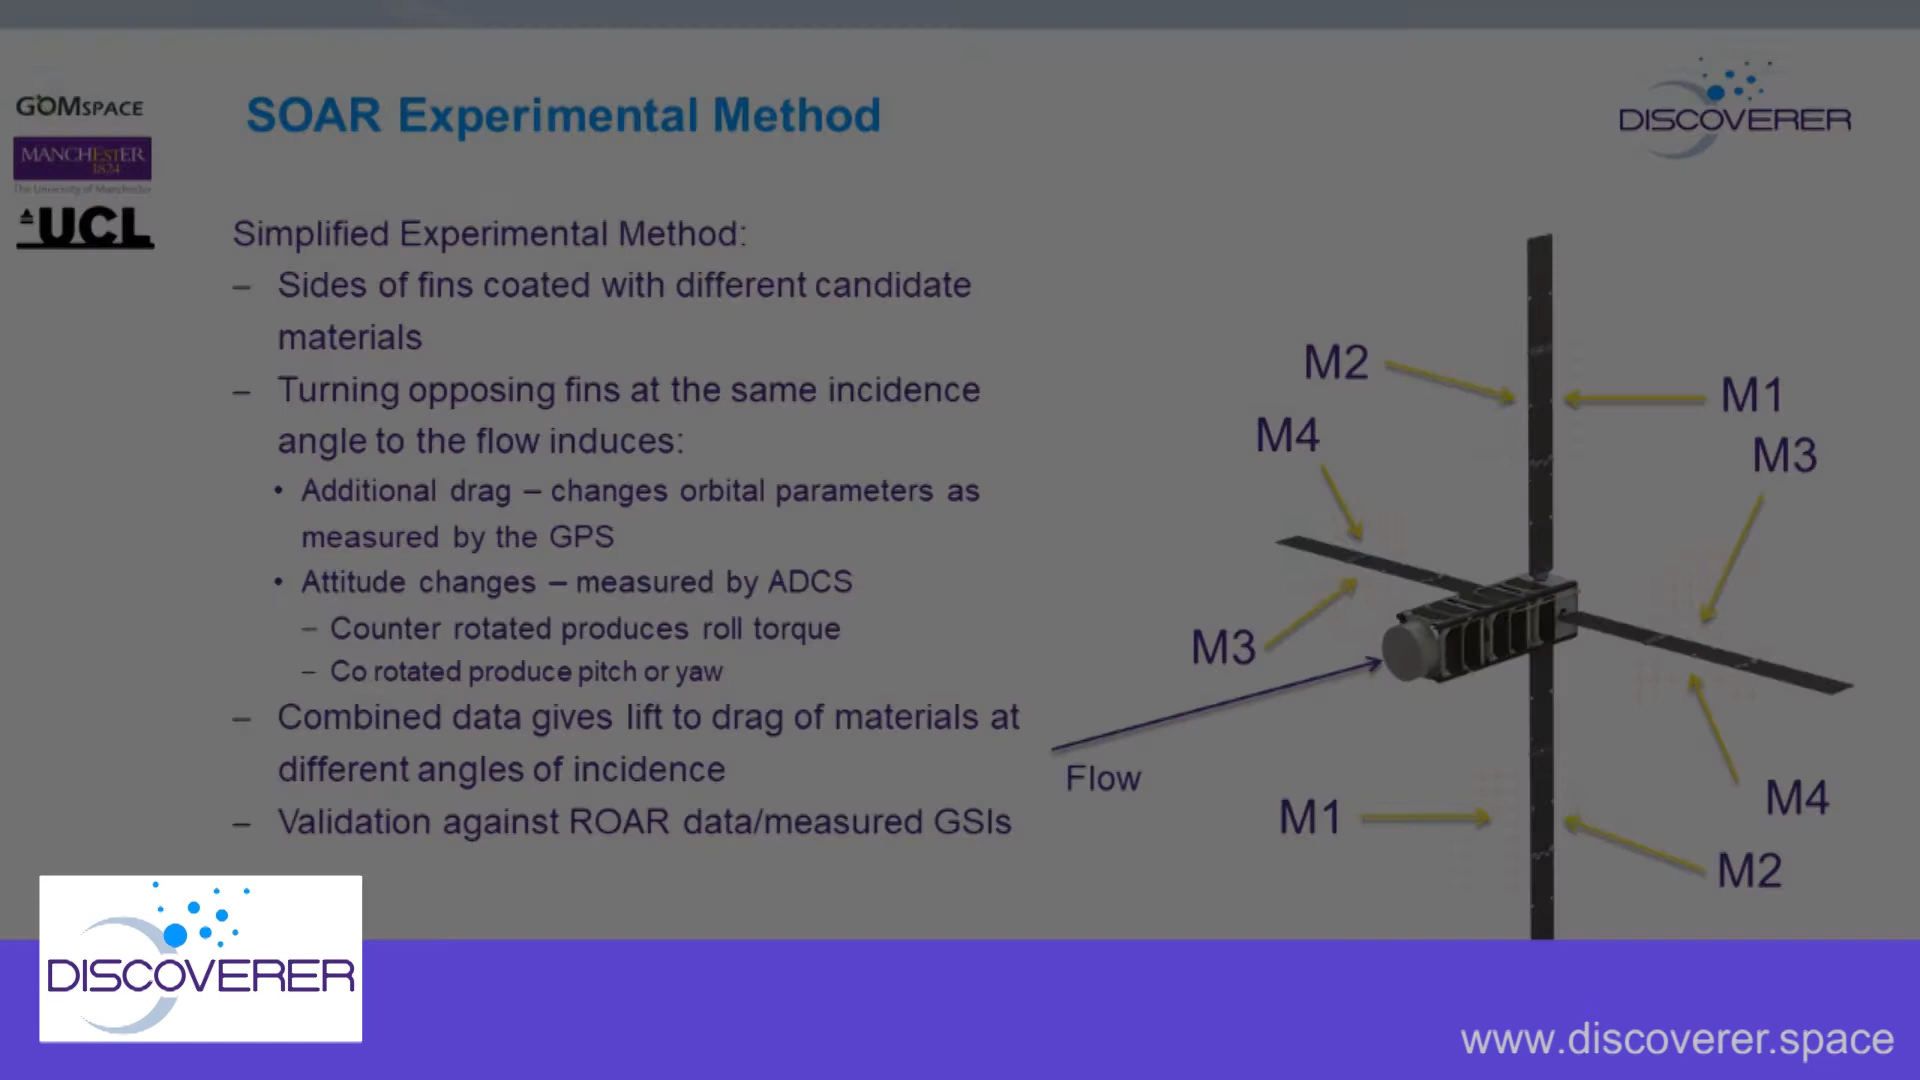 GOMSPACE
SOAR Experimental Method
DISCOVERER
MANCHESTER
1824
The University of Manchester
UCL
Simplified Experimental Method:
– Sides of fins coated with different candidate
materials
– Turning opposing fins at the same incidence
angle to the flow induces:
• Additional drag – changes orbital parameters as
measured by the GPS
• Attitude changes – measured by ADCS
– Counter rotated produces roll torque
– Co rotated produce pitch or yaw
– Combined data gives lift to drag of materials at
different angles of incidence
– Validation against ROAR data/measured GSIs
M2
M1
M4
M3
M3
Flow
M4
M1
M2
DISCOVERER
www.discoverer.space